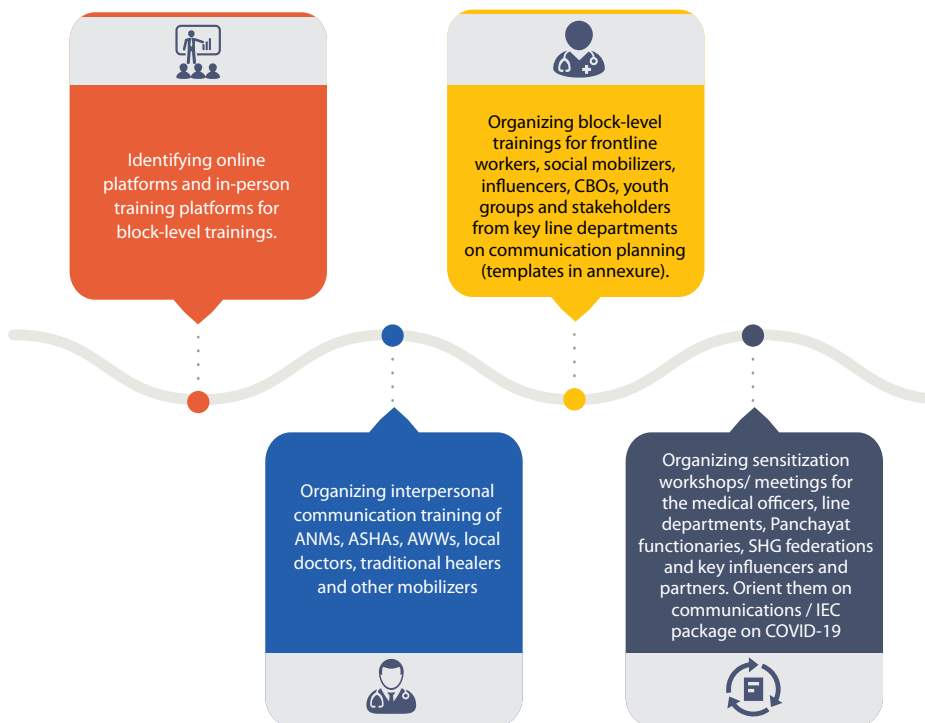 Identifying online
platforms and in-person
training platforms for
block-level trainings.
Organizing interpersonal
communication training of
ANMs, ASHAs, AWWs, local
doctors, traditional healers
and other mobilizers
Organizing block-level
trainings for frontline
workers, social mobilizers,
influencers, CBOs, youth
groups and stakeholders
from key line departments
on communication planning
(templates in annexure).
Organizing sensitization
workshops/ meetings for
the medical officers, line
departments, Panchayat
functionaries, SHG federations
and key influencers and
partners. Orient them on
communications / IEC
package on COVID-19